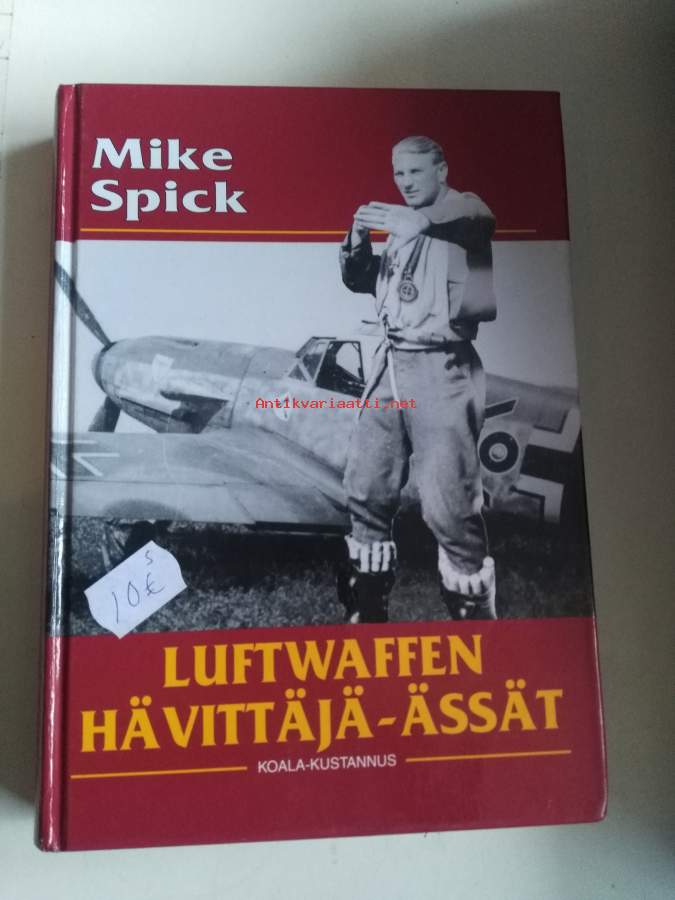 Mike
Spick
Antikvariaatti.net
s
10€
LUFTWAFFEN
HÄVITTÄJÄ-ÄSSÄT
KOALA-KUSTANNUS